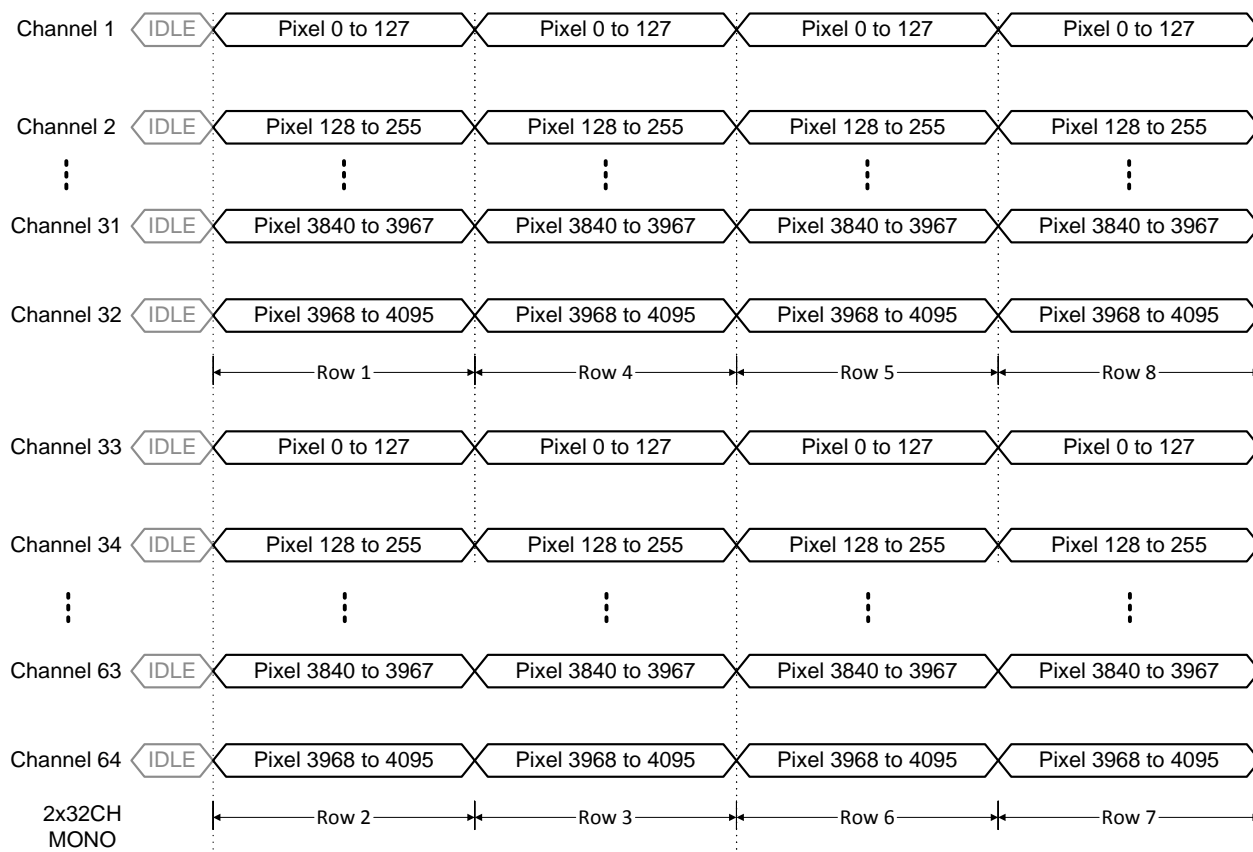 Channel 1 IDLE Pixel 0 to 127 Pixel 0 to 127 Pixel 0 to 127 Pixel 0 to 127
Channel 2 IDLE Pixel 128 to 255 Pixel 128 to 255 Pixel 128 to 255 Pixel 128 to 255
Channel 31 IDLE Pixel 3840 to 3967 Pixel 3840 to 3967 Pixel 3840 to 3967 Pixel 3840 to 3967
Channel 32 IDLE Pixel 3968 to 4095 Pixel 3968 to 4095 Pixel 3968 to 4095 Pixel 3968 to 4095
Row 1 Row 4 Row 5 Row 8
Channel 33 IDLE Pixel 0 to 127 Pixel 0 to 127 Pixel 0 to 127 Pixel 0 to 127
Channel 34 IDLE Pixel 128 to 255 Pixel 128 to 255 Pixel 128 to 255 Pixel 128 to 255
Channel 63 IDLE Pixel 3840 to 3967 Pixel 3840 to 3967 Pixel 3840 to 3967 Pixel 3840 to 3967
Channel 64 IDLE Pixel 3968 to 4095 Pixel 3968 to 4095 Pixel 3968 to 4095 Pixel 3968 to 4095
2x32CH Row 2 Row 3 Row 6 Row 7
MONO